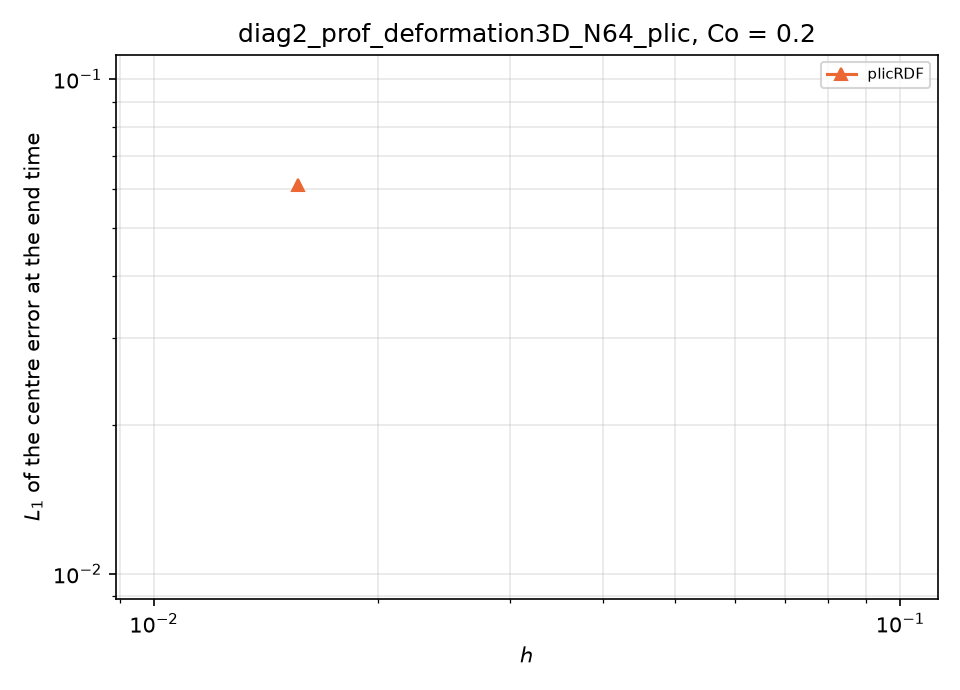 diag2_prof_deformation3D_N64_plic, Co = 0.2
plicRDF
L₁ of the centre error at the end time
10⁻¹
10⁻²
10⁻²
10⁻¹
h